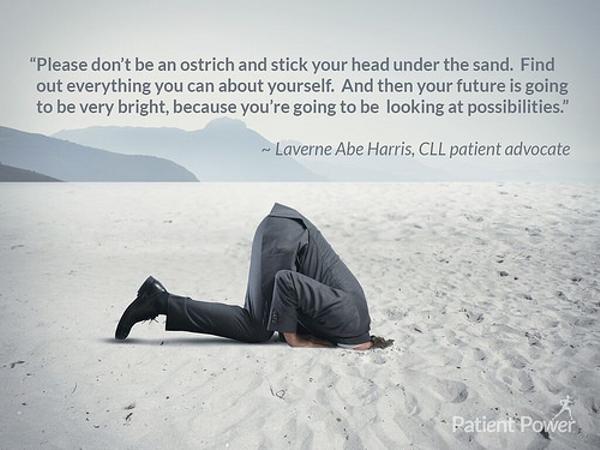 “Please don’t be an ostrich and stick your head under the sand.  Find
out everything you can about yourself.  And then your future is going
to be very bright, because you’re going to be  looking at possibilities.”
~ Laverne Abe Harris, CLL patient advocate
Patient Power